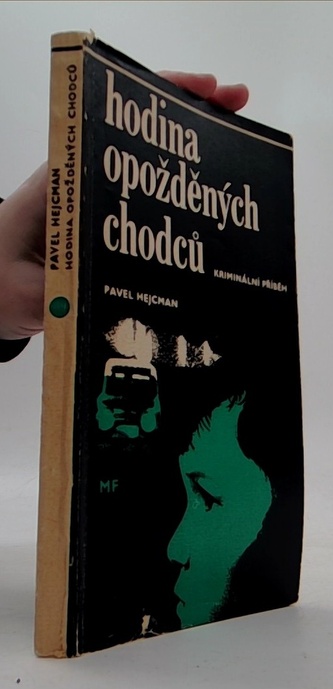 PAVEL HEJCMAN
HODINA OPOŽDĚNÝCH CHODCŮ
hodina
opožděných
chodců
KRIMINÁLNÍ PŘÍBĚH
PAVEL HEJCMAN
MF